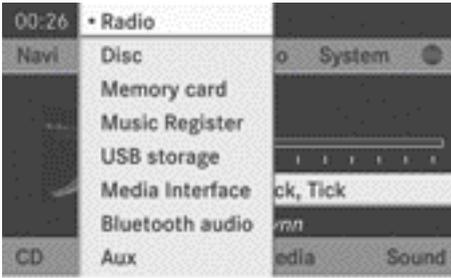 00:26 • Radio
Navi Disc o System
Memory card
Music Register
USB storage
Media Interface ck, Tick
Bluetooth audio ynn
CD Aux edia Sound